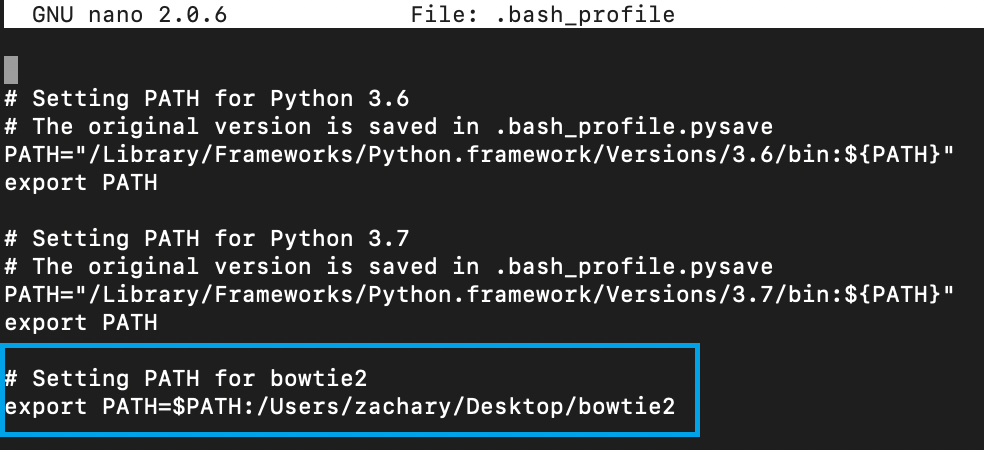 GNU nano 2.0.6 File: .bash_profile
# Setting PATH for Python 3.6
# The original version is saved in .bash_profile.pysave
PATH="/Library/Frameworks/Python.framework/Versions/3.6/bin:${PATH}"
export PATH
# Setting PATH for Python 3.7
# The original version is saved in .bash_profile.pysave
PATH="/Library/Frameworks/Python.framework/Versions/3.7/bin:${PATH}"
export PATH
# Setting PATH for bowtie2
export PATH=$PATH:/Users/zachary/Desktop/bowtie2